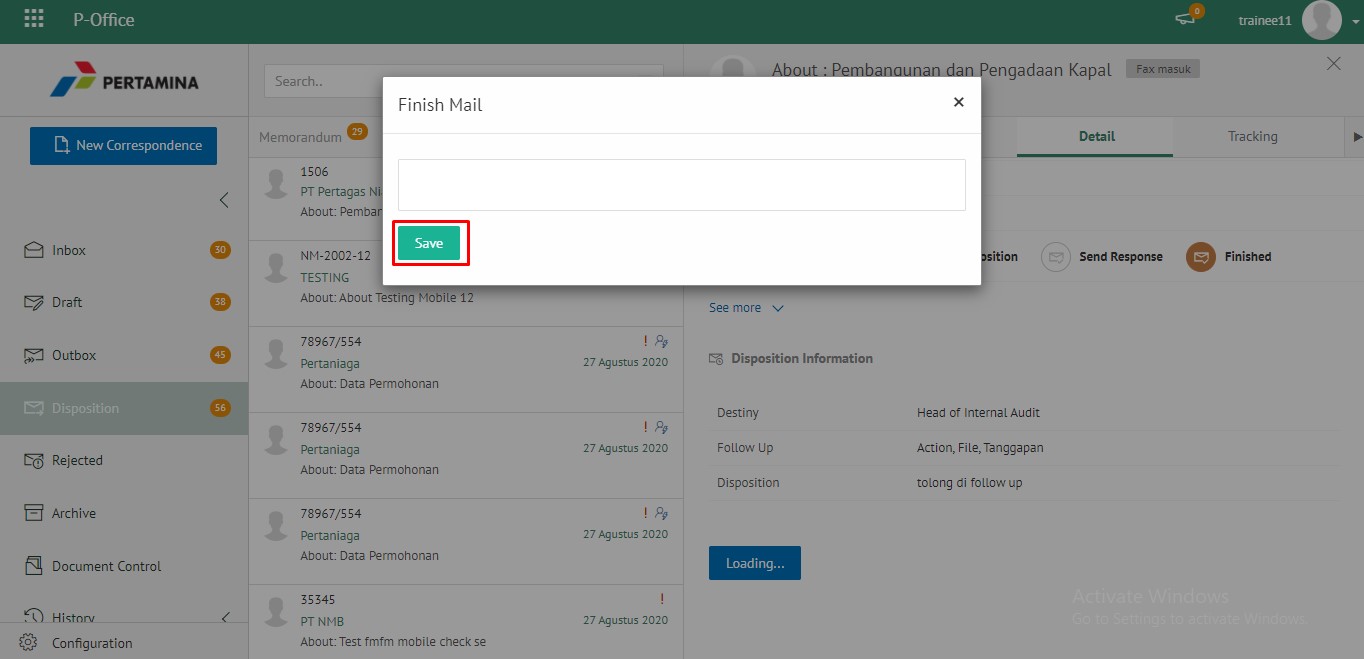 P-Office
0
trainee11
PERTAMINA
New Correspondence
Inbox 30
Draft 38
Outbox 45
Disposition 56
Rejected
Archive
Document Control
History
Configuration
Search..
Memorandum 29
1506
PT Pertagas Ni
About: Pemban
NM-2002-12
TESTING
About: About Testing Mobile 12
78967/554
Pertaniaga 27 Agustus 2020
About: Data Permohonan
78967/554
Pertaniaga 27 Agustus 2020
About: Data Permohonan
78967/554
Pertaniaga 27 Agustus 2020
About: Data Permohonan
35345
PT NMB 27 Agustus 2020
About: Test fmfm mobile check se
Finish Mail
Save
About : Pembangunan dan Pengadaan Kapal Fax masuk
Detail Tracking
osition Send Response Finished
See more
Disposition Information
Destiny Head of Internal Audit
Follow Up Action, File, Tanggapan
Disposition tolong di follow up
Loading...
Activate Windows
Go to Settings to activate Windows.